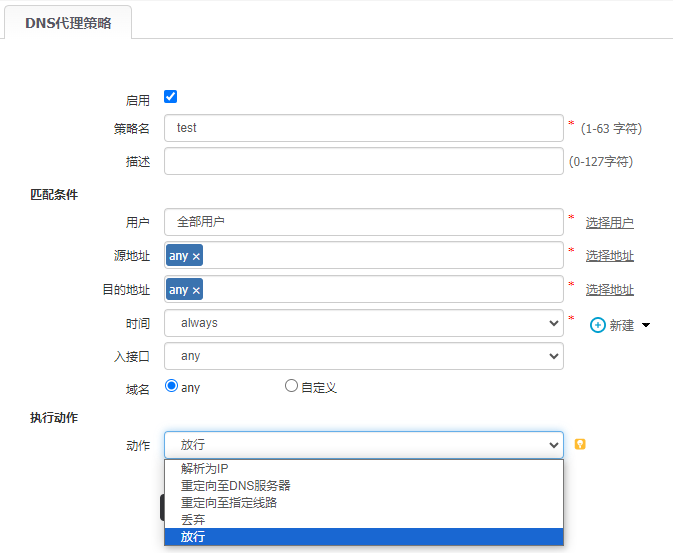 DNS代理策略
启用
策略名 test * (1-63 字符)
描述 (0-127字符)
匹配条件
用户 全部用户 * 选择用户
源地址 any × * 选择地址
目的地址 any × * 选择地址
时间 always * 新建
入接口 any
域名 any 自定义
执行动作
动作 放行
解析为IP
重定向至DNS服务器
重定向至指定线路
丢弃
放行